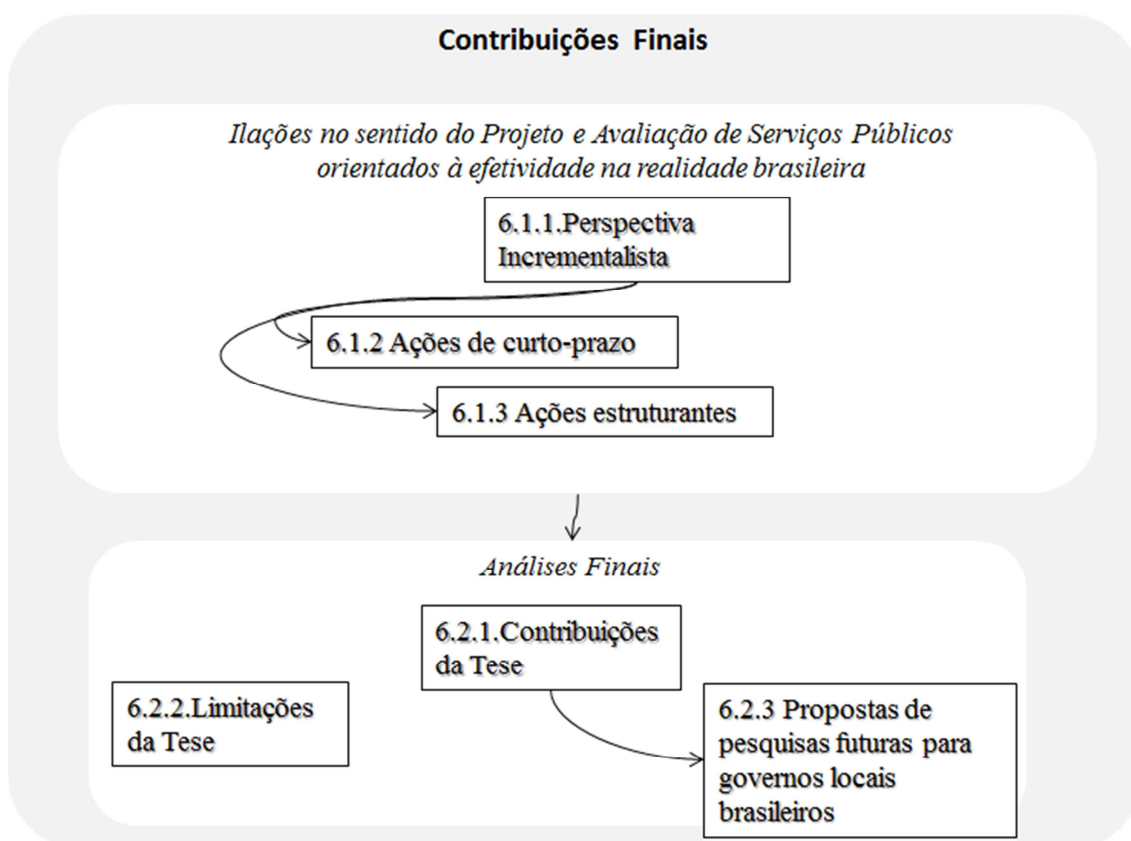 Contribuições Finais
Ilações no sentido do Projeto e Avaliação de Serviços Públicos
orientados à efetividade na realidade brasileira
6.1.1.Perspectiva
Incrementalista
6.1.2 Ações de curto-prazo
6.1.3 Ações estruturantes
Análises Finais
6.2.1.Contribuições
da Tese
6.2.2.Limitações
da Tese
6.2.3 Propostas de
pesquisas futuras para
governos locais
brasileiros